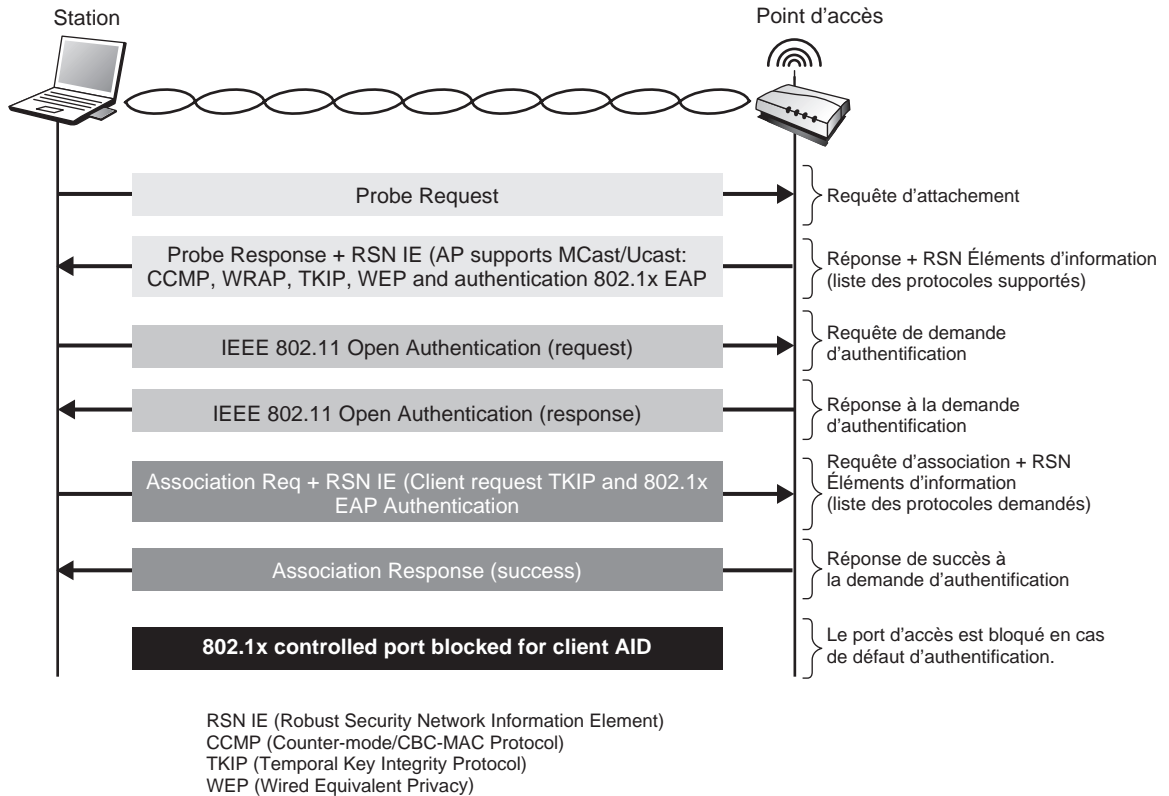 Station
Point d'accès
Probe Request
Requête d'attachement
Probe Response + RSN IE (AP supports MCast/Ucast:
CCMP, WRAP, TKIP, WEP and authentication 802.1x EAP
Réponse + RSN Éléments d'information
(liste des protocoles supportés)
IEEE 802.11 Open Authentication (request)
Requête de demande
d'authentification
IEEE 802.11 Open Authentication (response)
Réponse à la demande
d'authentification
Association Req + RSN IE (Client request TKIP and 802.1x
EAP Authentication
Requête d'association + RSN
Éléments d'information
(liste des protocoles demandés)
Association Response (success)
Réponse de succès à
la demande d'authentification
802.1x controlled port blocked for client AID
Le port d'accès est bloqué en cas
de défaut d'authentification.
RSN IE (Robust Security Network Information Element)
CCMP (Counter-mode/CBC-MAC Protocol)
TKIP (Temporal Key Integrity Protocol)
WEP (Wired Equivalent Privacy)